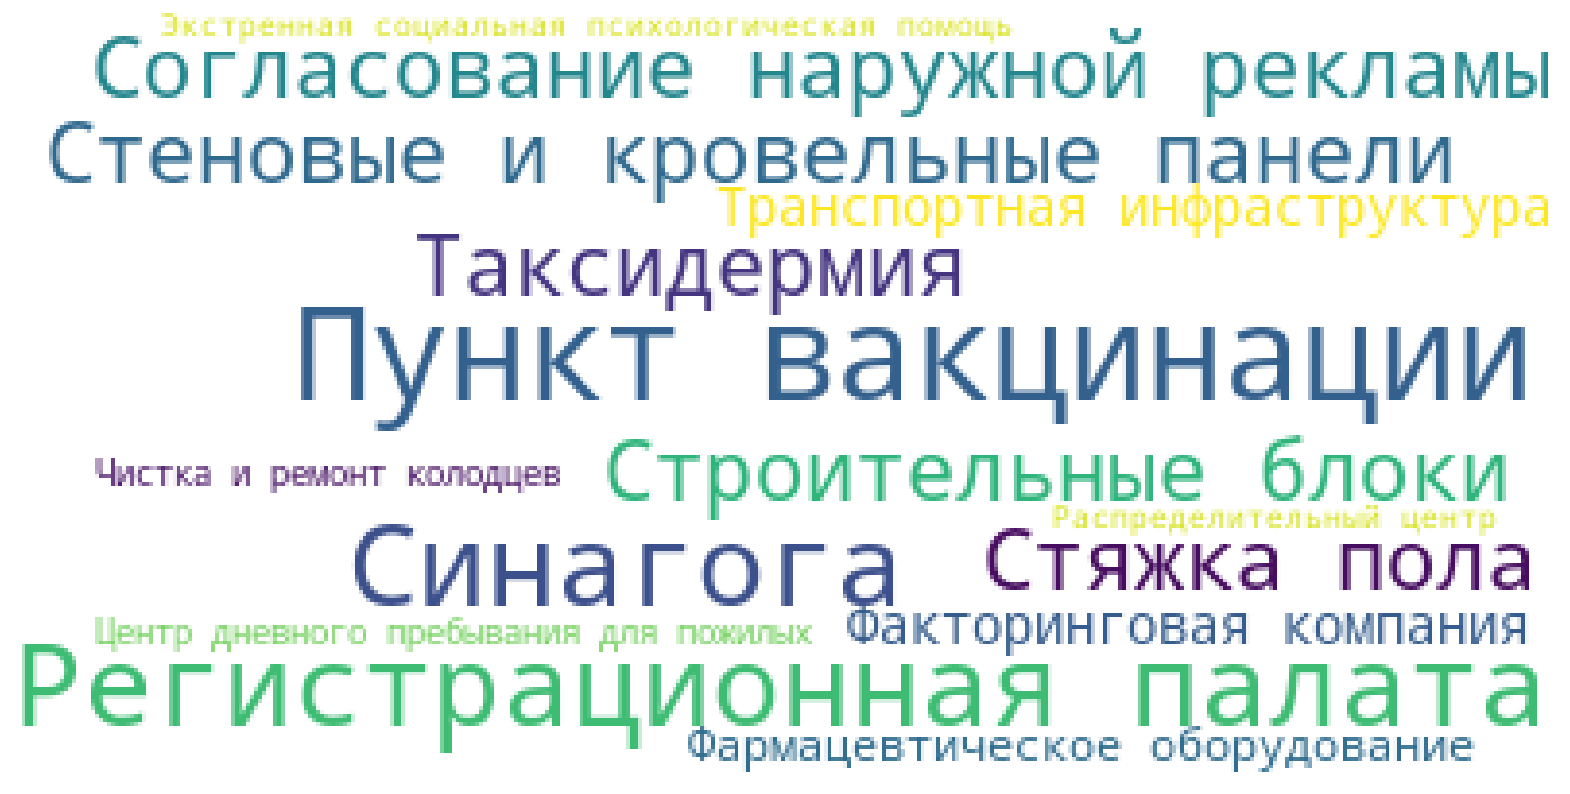 Экстренная социальная психологическая помощь
Согласование наружной рекламы
Стеновые и кровельные панели
Транспортная инфраструктура
Таксидермия
Пункт вакцинации
Чистка и ремонт колодцев
Строительные блоки
Распределительный центр
Синагога
Стяжка пола
Центр дневного пребывания для пожилых
Факторинговая компания
Регистрационная палата
Фармацевтическое оборудование